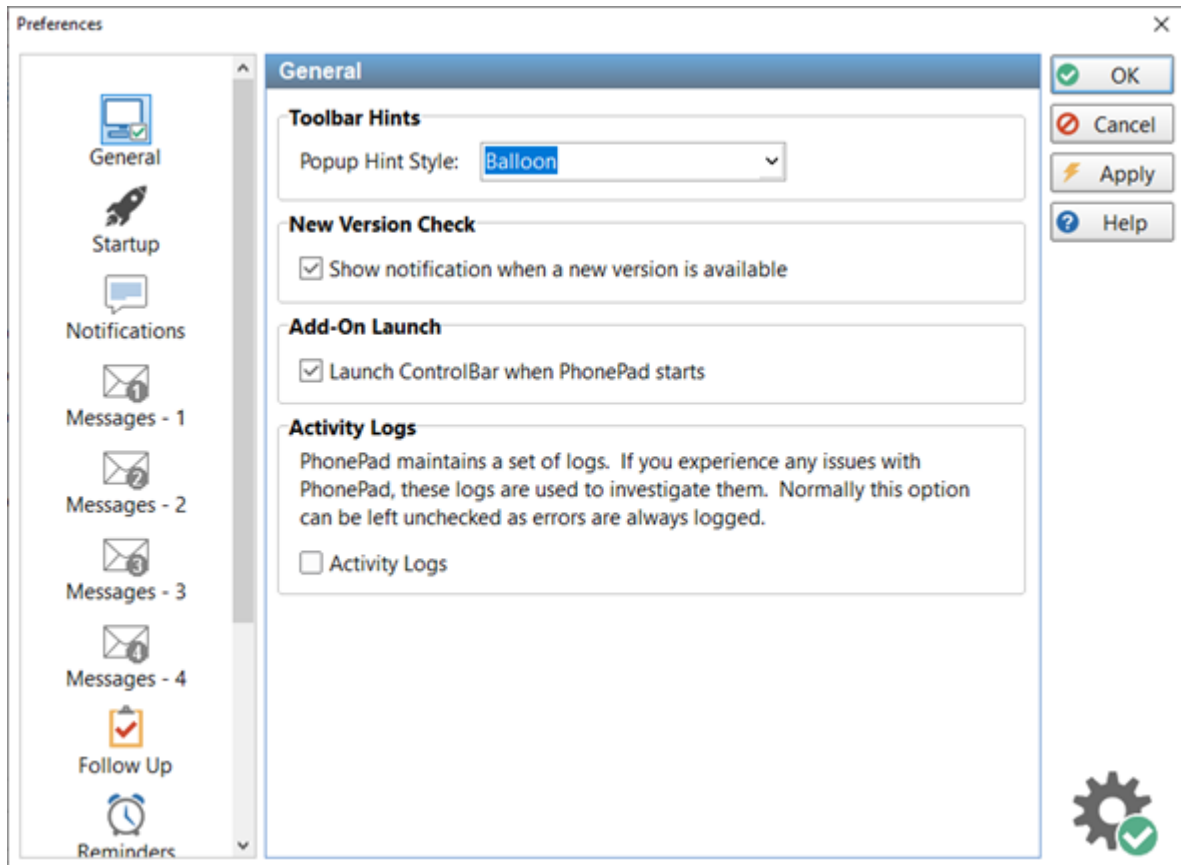 Preferences
General
Startup
Notifications
Messages - 1
Messages - 2
Messages - 3
Messages - 4
Follow Up
Reminders
General
Toolbar Hints
Popup Hint Style: Balloon
New Version Check
Show notification when a new version is available
Add-On Launch
Launch ControlBar when PhonePad starts
Activity Logs
PhonePad maintains a set of logs.  If you experience any issues with
PhonePad, these logs are used to investigate them.  Normally this option
can be left unchecked as errors are always logged.
Activity Logs
OK
Cancel
Apply
Help